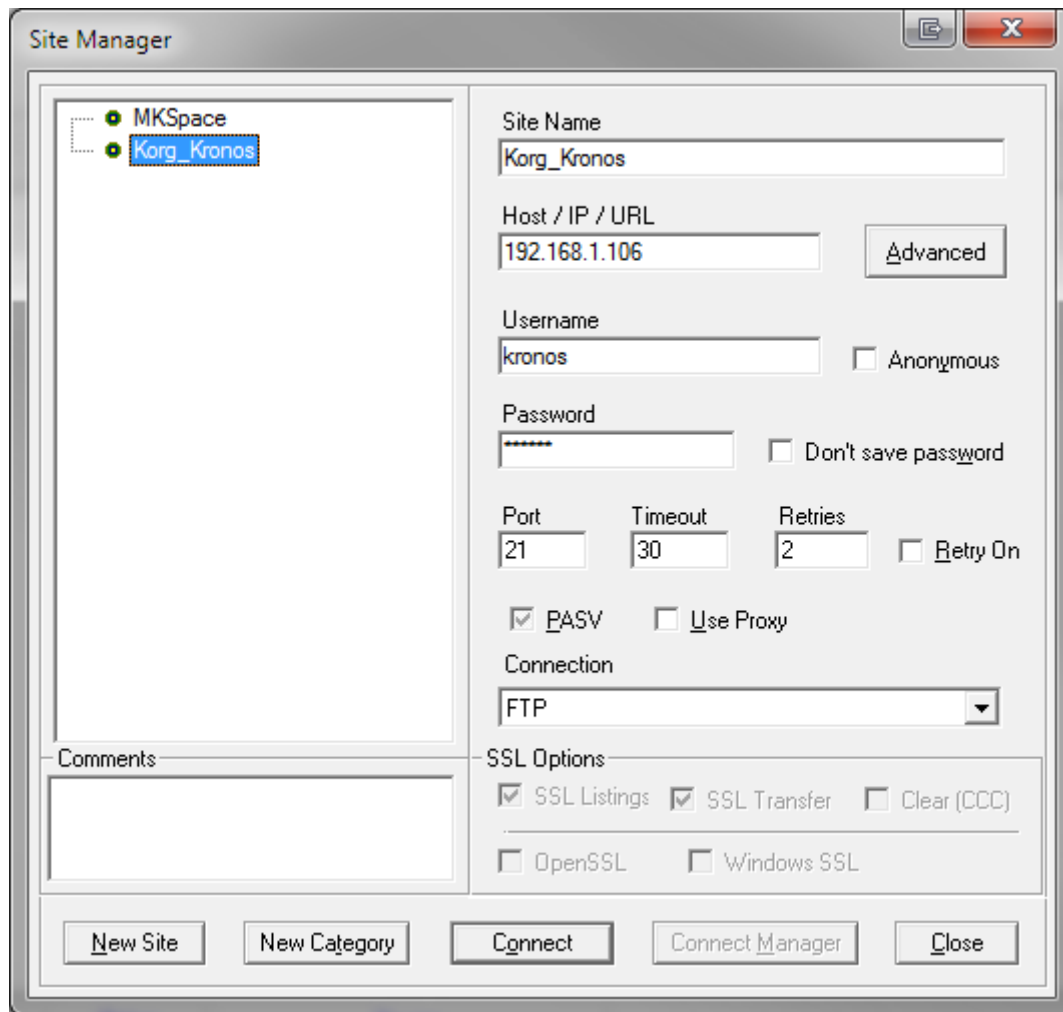 Site Manager
MKSpace
Korg_Kronos
Site Name
Korg_Kronos
Host / IP / URL
192.168.1.106
Advanced
Username
kronos
Anonymous
Password
******
Don't save password
Port Timeout Retries
21 30 2 Retry On
PASV Use Proxy
Connection
FTP
Comments
SSL Options
SSL Listings SSL Transfer Clear (CCC)
OpenSSL Windows SSL
New Site New Category Connect Connect Manager Close